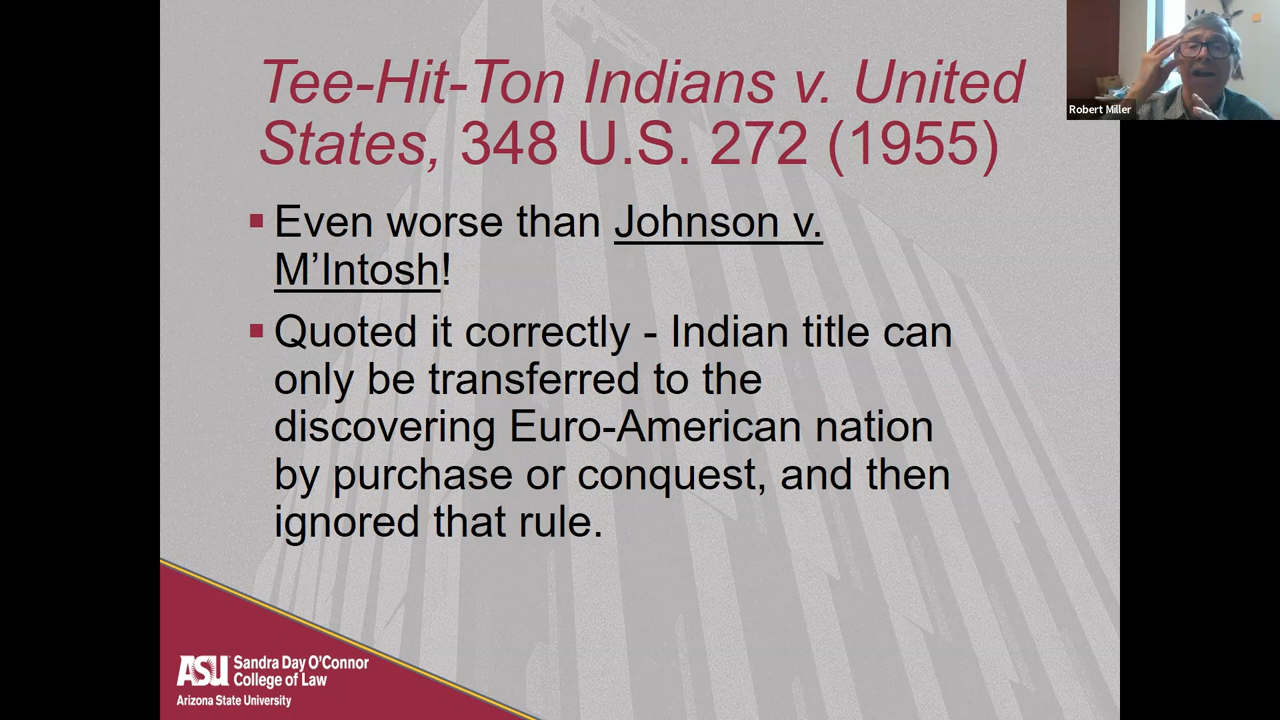 Tee-Hit-Ton Indians v. United
States, 348 U.S. 272 (1955)
Robert Miller
▪ Even worse than Johnson v.
M’Intosh!
▪ Quoted it correctly - Indian title can
only be transferred to the
discovering Euro-American nation
by purchase or conquest, and then
ignored that rule.
ASU Sandra Day O’Connor
College of Law
Arizona State University